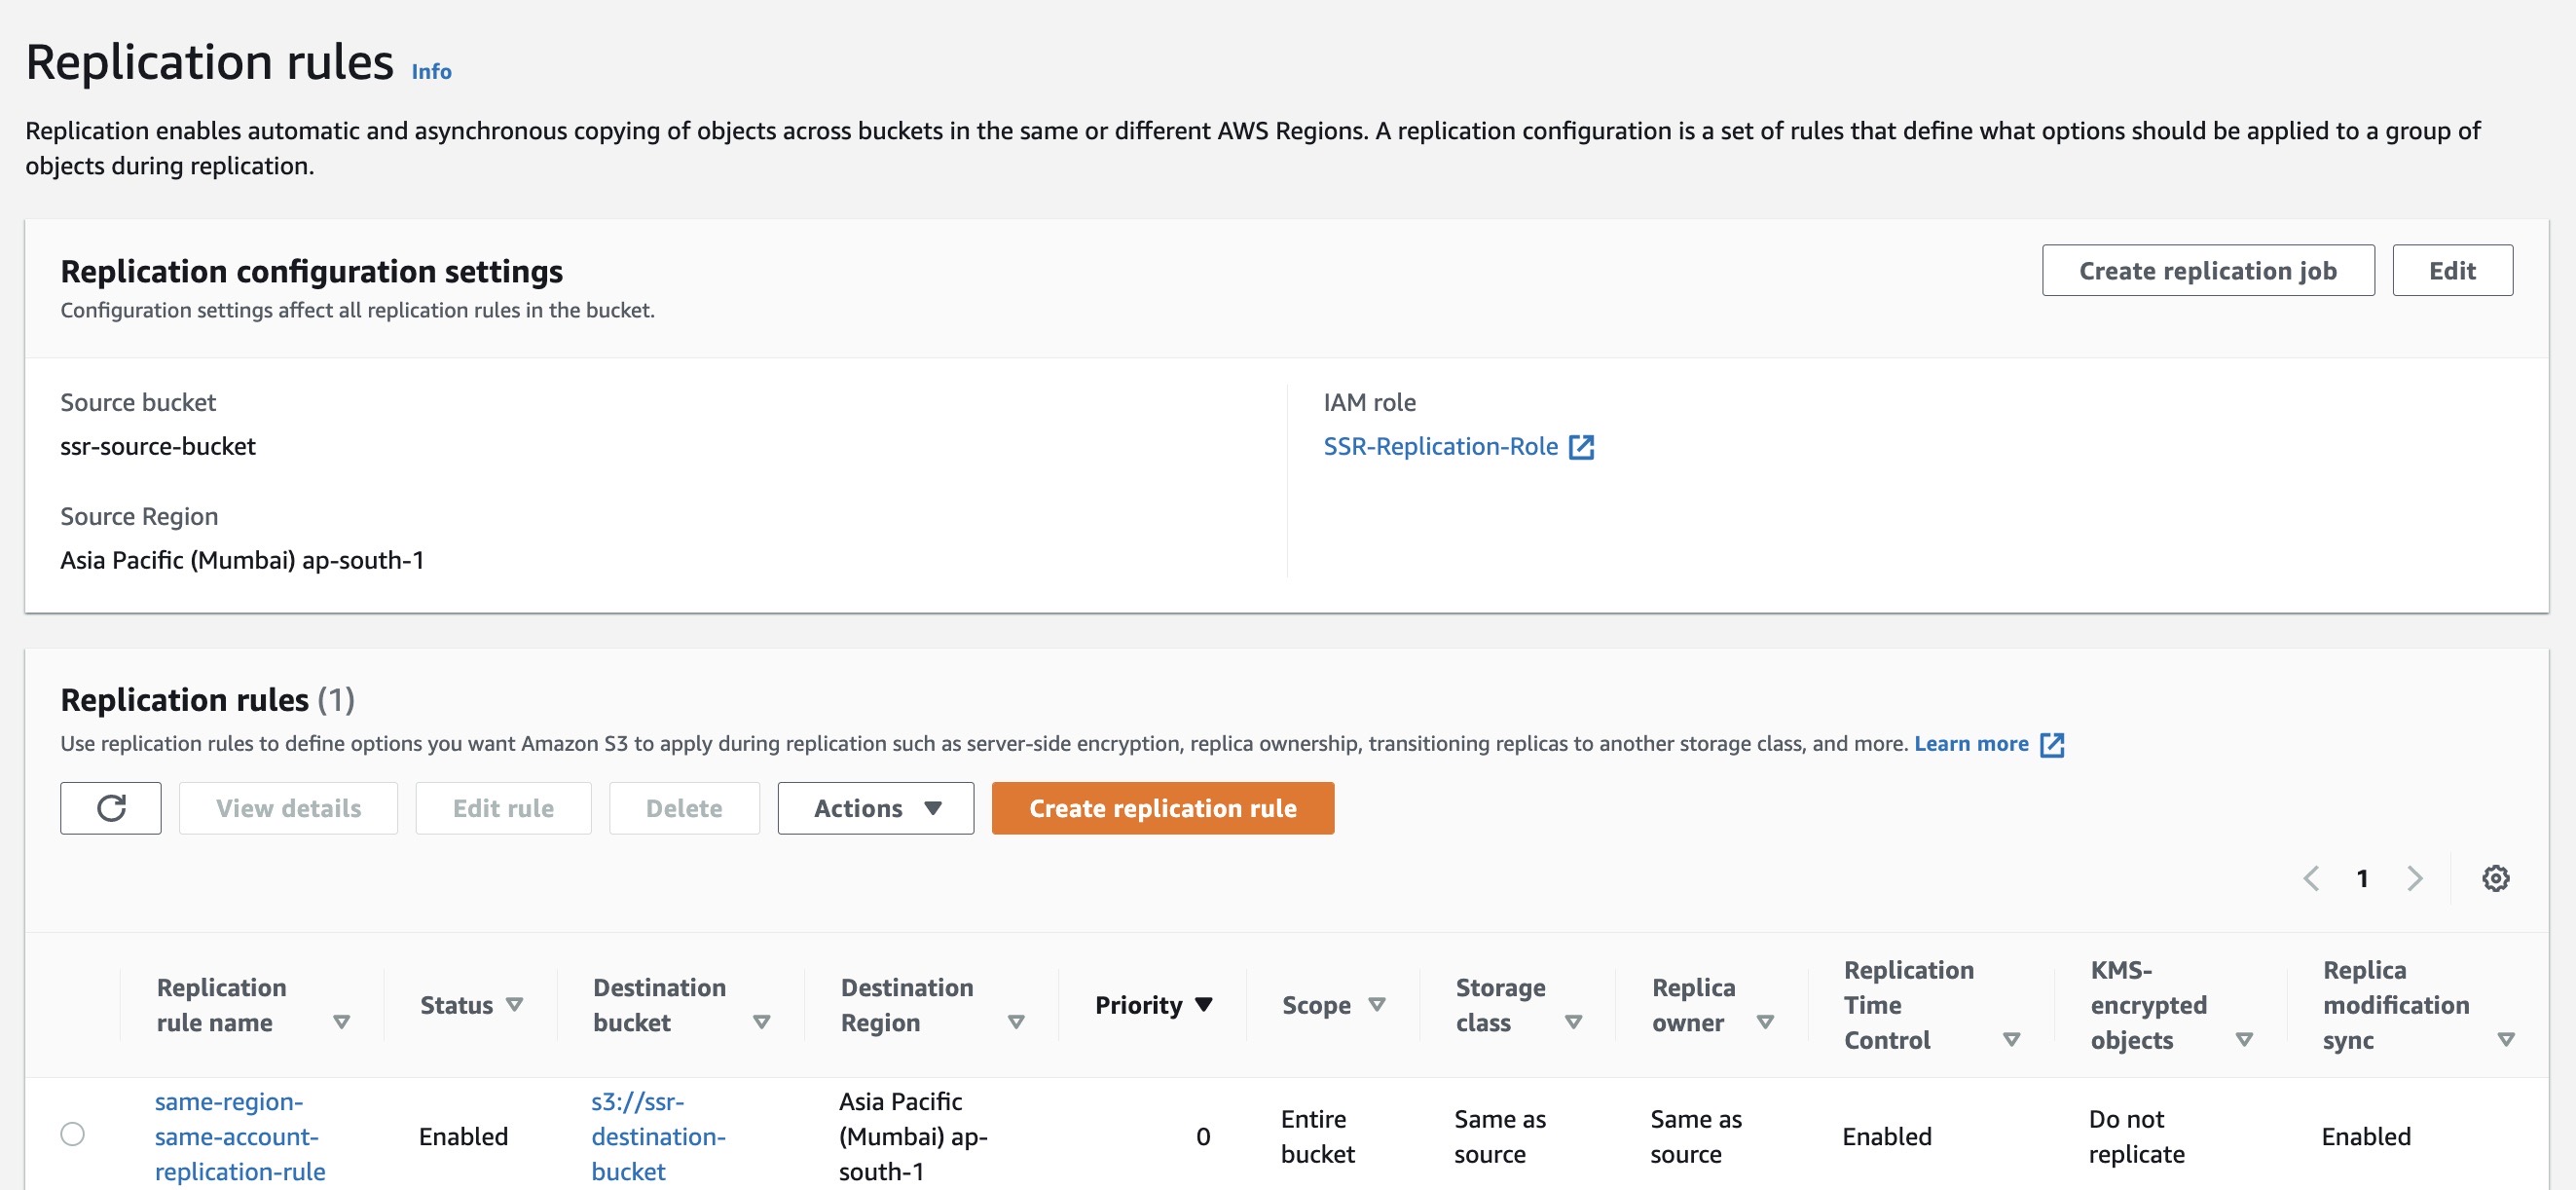 Replication rules Info
Replication enables automatic and asynchronous copying of objects across buckets in the same or different AWS Regions. A replication configuration is a set of rules that define what options should be applied to a group of
objects during replication.
Replication configuration settings
Configuration settings affect all replication rules in the bucket.
Create replication job
Edit
Source bucket
ssr-source-bucket
Source Region
Asia Pacific (Mumbai) ap-south-1
IAM role
SSR-Replication-Role
Replication rules (1)
Use replication rules to define options you want Amazon S3 to apply during replication such as server-side encryption, replica ownership, transitioning replicas to another storage class, and more. Learn more
View details
Edit rule
Delete
Actions
Create replication rule
1
Replication
rule name
Status
Destination
bucket
Destination
Region
Priority
Scope
Storage
class
Replica
owner
Replication
Time
Control
KMS-
encrypted
objects
Replica
modification
sync
same-region-
same-account-
replication-rule
Enabled
s3://ssr-
destination-
bucket
Asia Pacific
(Mumbai) ap-
south-1
0
Entire
bucket
Same as
source
Same as
source
Enabled
Do not
replicate
Enabled